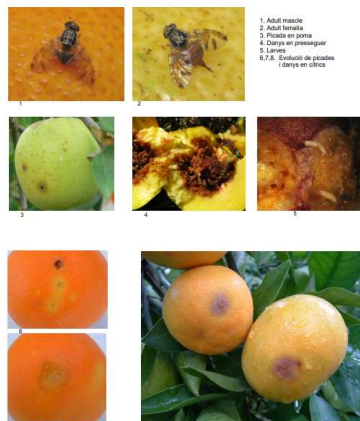 1. Adult mascle
2. Adult femella
3. Picada en poma
4. Danys en presseguer
5. Larves
6,7,8. Evolució de picades
i danys en cítrics
1
2
3
4
5
6